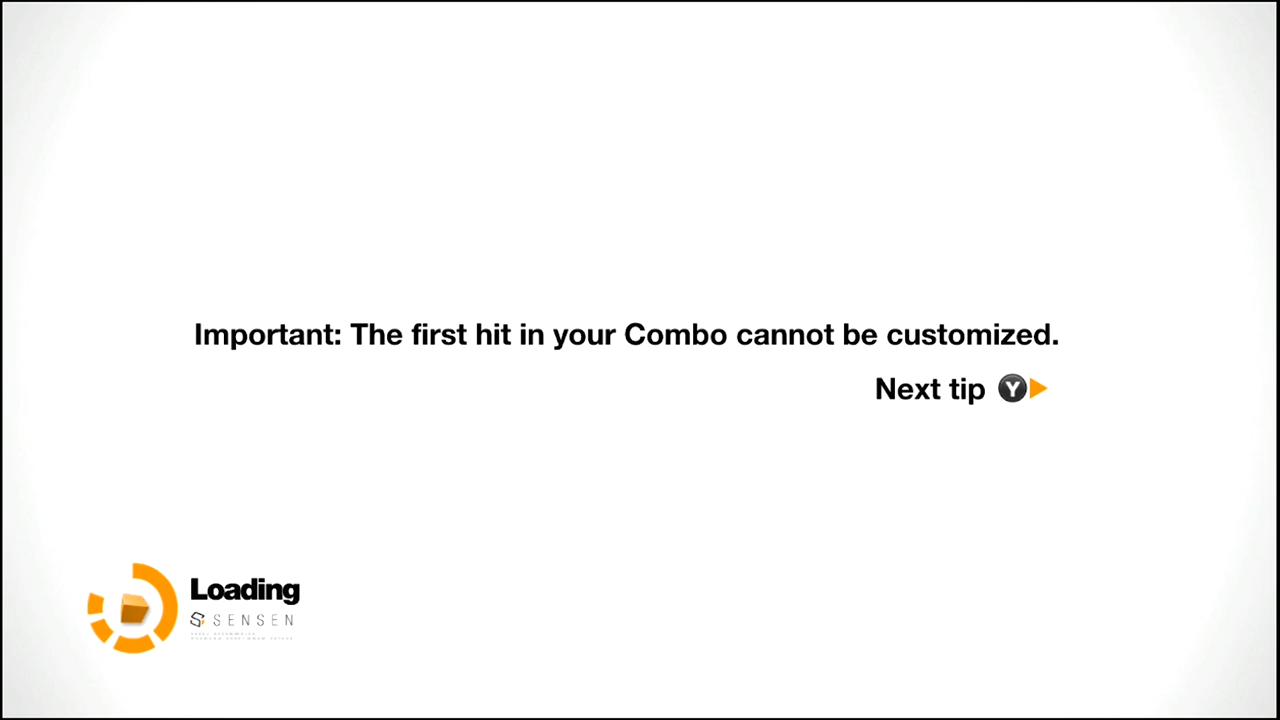 Important: The first hit in your Combo cannot be customized.
Next tip Y
Loading
SENSEN